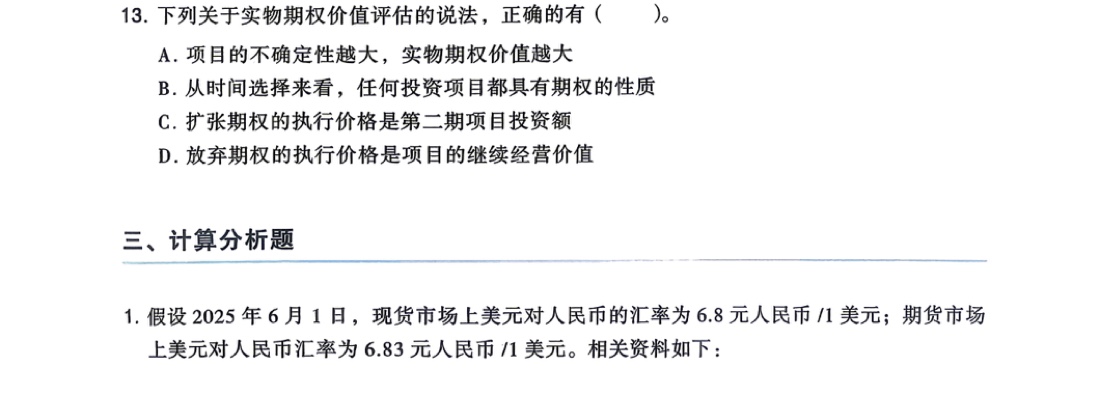 13. 下列关于实物期权价值评估的说法，正确的有（　　）。
A. 项目的不确定性越大，实物期权价值越大
B. 从时间选择来看，任何投资项目都具有期权的性质
C. 扩张期权的执行价格是第二期项目投资额
D. 放弃期权的执行价格是项目的继续经营价值
三、计算分析题
1. 假设 2025 年 6 月 1 日，现货市场上美元对人民币的汇率为 6.8 元人民币 /1 美元；期货市场
上美元对人民币汇率为 6.83 元人民币 /1 美元。相关资料如下：